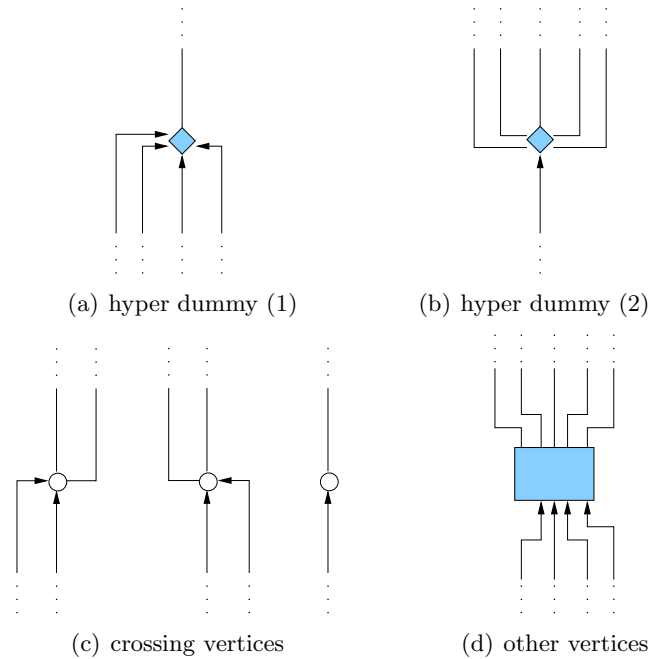 (a) hyper dummy (1)
(b) hyper dummy (2)
(c) crossing vertices
(d) other vertices